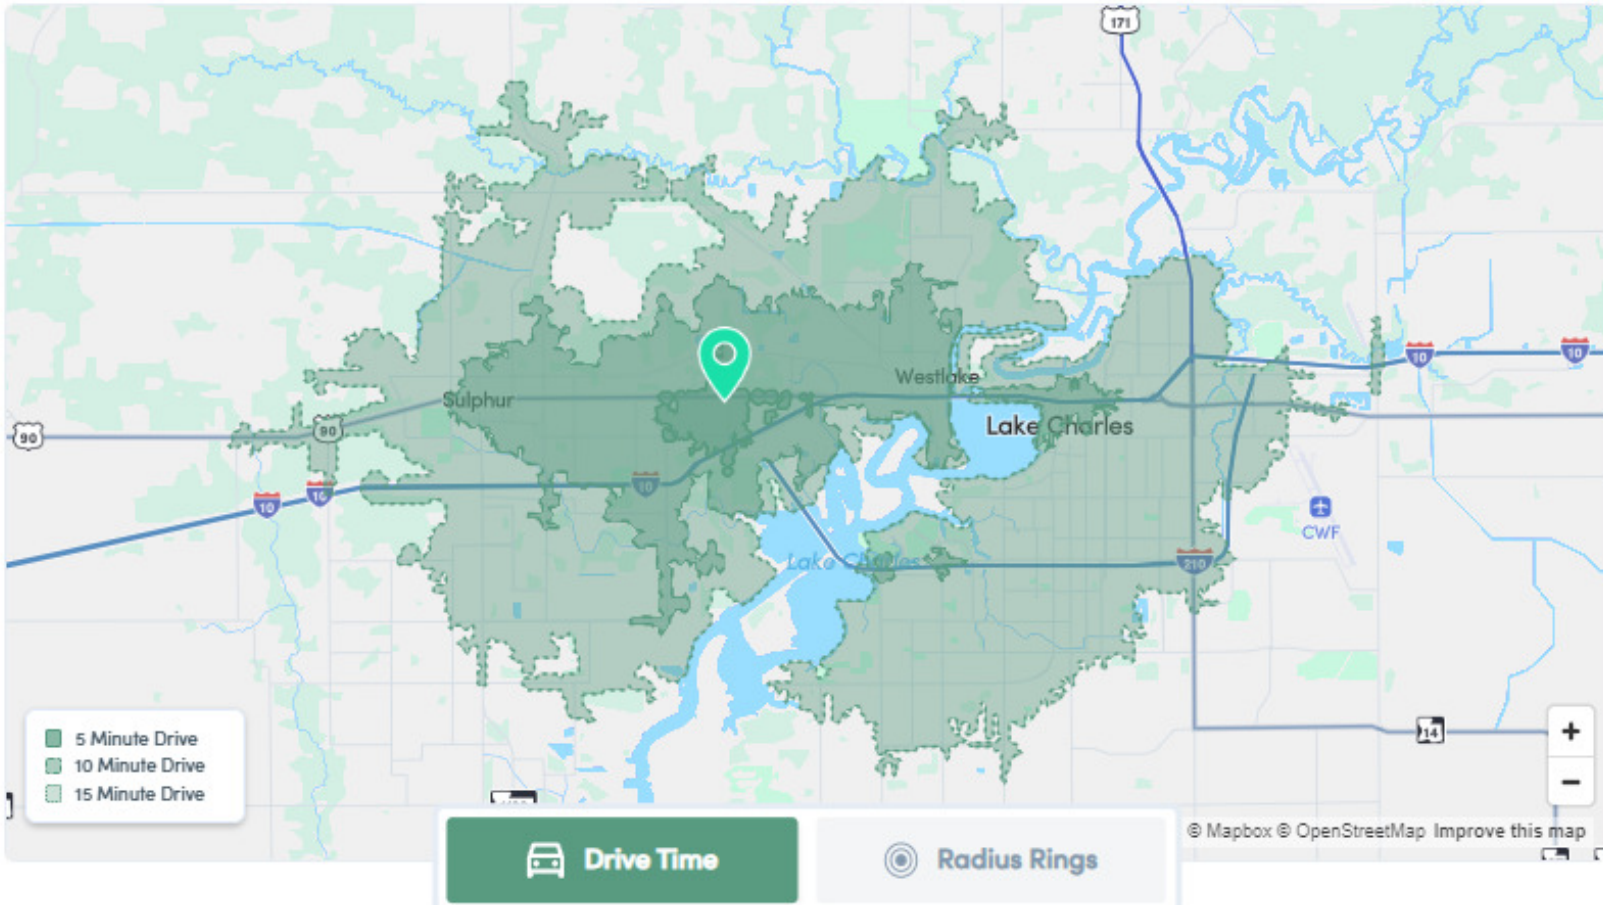 171
Westlake
Sulphur
Lake Charles
90
90
10
10
10
10
10
CWF
Lake Charles
210
14
5 Minute Drive
10 Minute Drive
15 Minute Drive
+
−
© Mapbox © OpenStreetMap Improve this map
Drive Time
Radius Rings